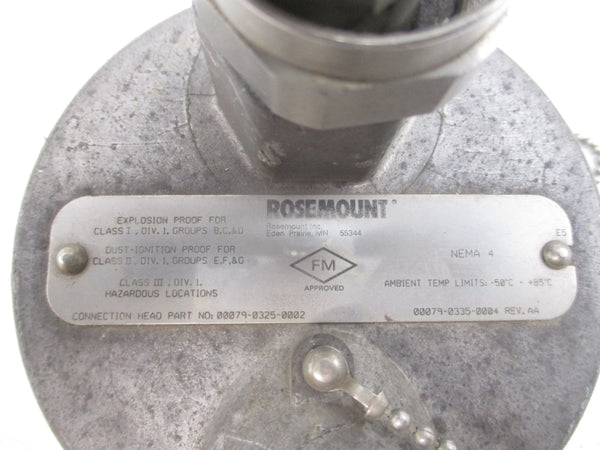 EXPLOSION PROOF FOR
CLASS I, DIV. 1, GROUPS B,C,&D
DUST-IGNITION PROOF FOR
CLASS II, DIV. 1, GROUPS E,F,&G
CLASS III, DIV. 1,
HAZARDOUS LOCATIONS
CONNECTION HEAD PART NO: 00079-0325-0002
ROSEMOUNT®
Rosemount Inc.
Eden Prairie, MN 55344
FM
APPROVED
E5
NEMA 4
AMBIENT TEMP LIMITS: -50°C - +85°C
00079-0335-0004 REV. AA